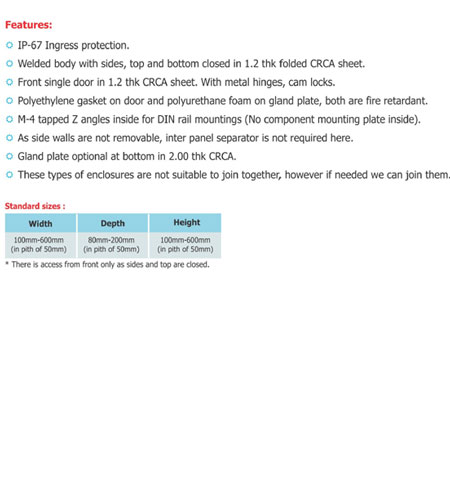 Features:
IP-67 Ingress protection.
Welded body with sides, top and bottom closed in 1.2 thk folded CRCA sheet.
Front single door in 1.2 thk CRCA sheet. With metal hinges, cam locks.
Polyethylene gasket on door and polyurethane foam on gland plate, both are fire retardant.
M-4 tapped Z angles inside for DIN rail mountings (No component mounting plate inside).
As side walls are not removable, inter panel separator is not required here.
Gland plate optional at bottom in 2.00 thk CRCA.
These types of enclosures are not suitable to join together, however if needed we can join them.
Standard sizes :
Width Depth Height
100mm-600mm 80mm-200mm 100mm-600mm
(in pith of 50mm) (in pith of 50mm) (in pith of 50mm)
* There is access from front only as sides and top are closed.